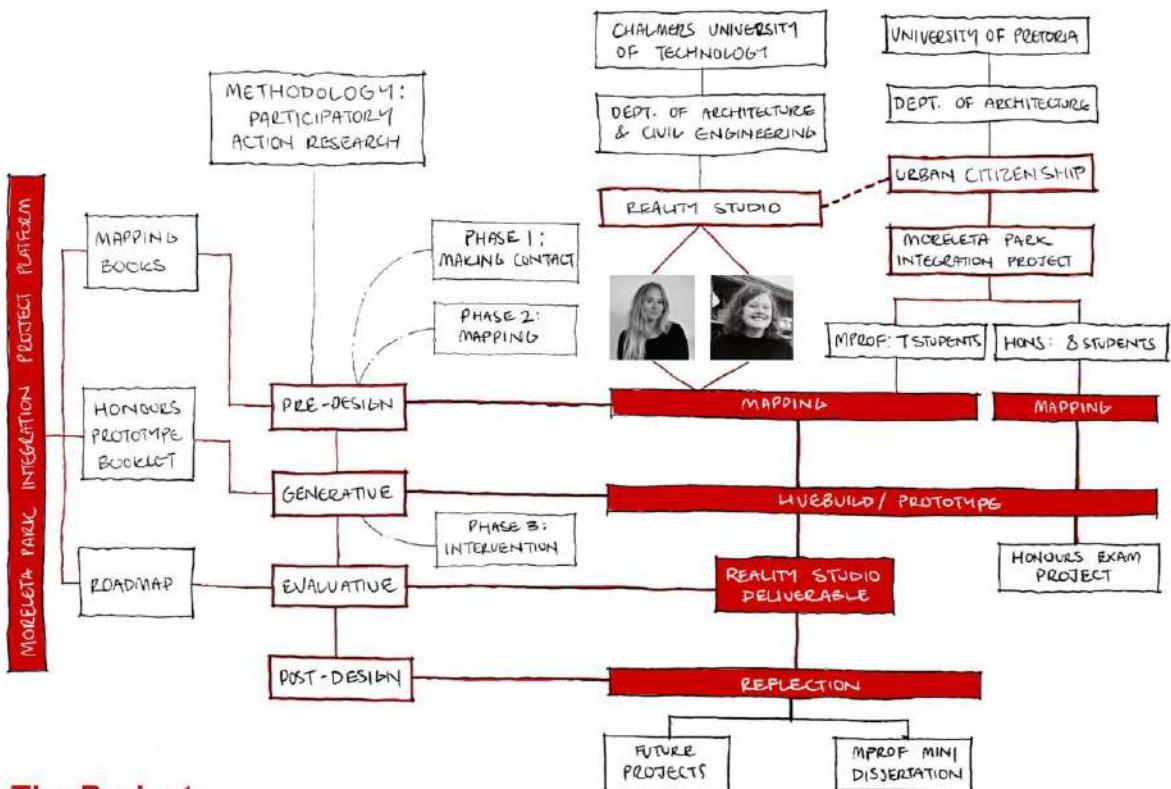 CHALMERS UNIVERSITY
OF TECHNOLOGY
UNIVERSITY OF PRETORIA
METHODOLOGY:
PARTICIPATORY
ACTION RESEARCH
DEPT. OF ARCHITECTURE
& CIVIL ENGINEERING
DEPT. OF ARCHITECTURE
URBAN CITIZENSHIP
REALITY STUDIO
MORELETA PARK INTEGRATION PROJECT PLATFORM
MAPPING
BOOKS
PHASE 1:
MAKING CONTACT
MORELETA PARK
INTEGRATION PROJECT
PHASE 2:
MAPPING
MPROF: 7 STUDENTS
HONS: 8 STUDENTS
HONOURS
PROTOTYPE
BOOKLET
PRE-DESIGN
MAPPING
MAPPING
GENERATIVE
LIVEBUILD / PROTOTYPE
PHASE 3:
INTERVENTION
ROADMAP
EVALUATIVE
REALITY STUDIO
DELIVERABLE
HONOURS EXAM
PROJECT
POST-DESIGN
REFLECTION
FUTURE
PROJECTS
MPROF MINI
DISSERTATION